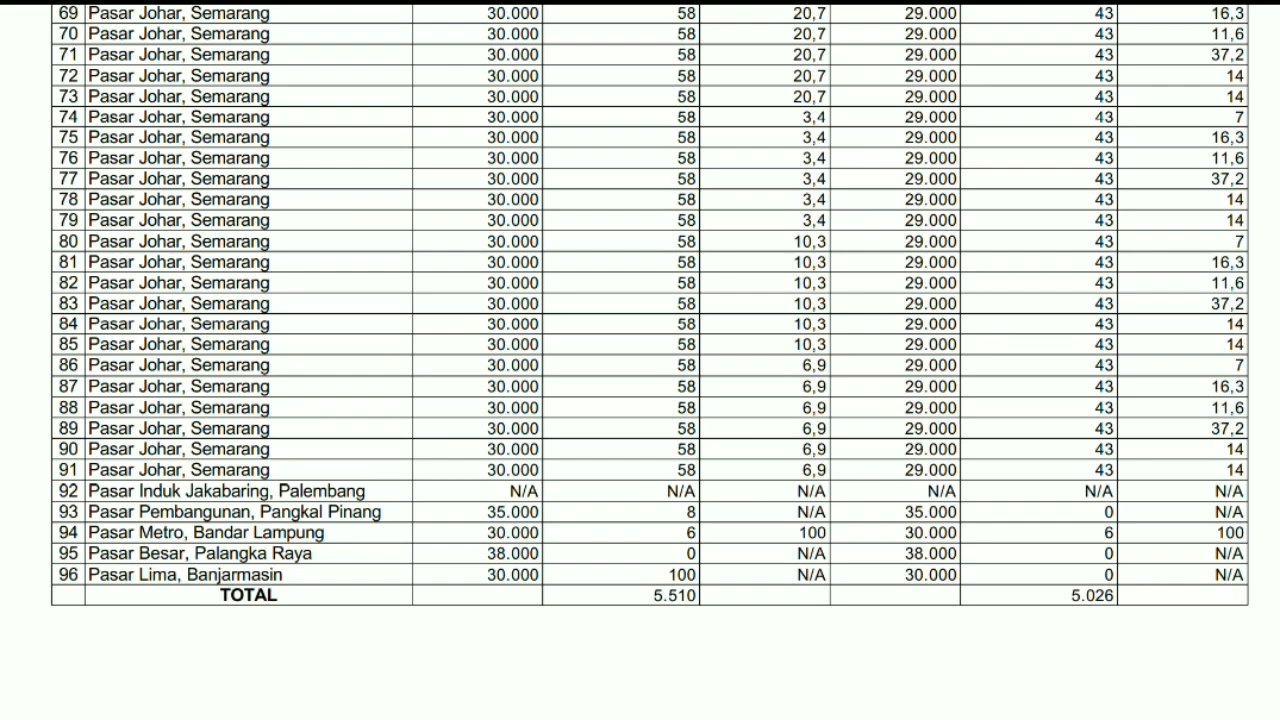 69 Pasar Johar, Semarang 30.000 58 20,7 29.000 43 16,3
70 Pasar Johar, Semarang 30.000 58 20,7 29.000 43 11,6
71 Pasar Johar, Semarang 30.000 58 20,7 29.000 43 37,2
72 Pasar Johar, Semarang 30.000 58 20,7 29.000 43 14
73 Pasar Johar, Semarang 30.000 58 20,7 29.000 43 14
74 Pasar Johar, Semarang 30.000 58 3,4 29.000 43 7
75 Pasar Johar, Semarang 30.000 58 3,4 29.000 43 16,3
76 Pasar Johar, Semarang 30.000 58 3,4 29.000 43 11,6
77 Pasar Johar, Semarang 30.000 58 3,4 29.000 43 37,2
78 Pasar Johar, Semarang 30.000 58 3,4 29.000 43 14
79 Pasar Johar, Semarang 30.000 58 3,4 29.000 43 14
80 Pasar Johar, Semarang 30.000 58 10,3 29.000 43 7
81 Pasar Johar, Semarang 30.000 58 10,3 29.000 43 16,3
82 Pasar Johar, Semarang 30.000 58 10,3 29.000 43 11,6
83 Pasar Johar, Semarang 30.000 58 10,3 29.000 43 37,2
84 Pasar Johar, Semarang 30.000 58 10,3 29.000 43 14
85 Pasar Johar, Semarang 30.000 58 10,3 29.000 43 14
86 Pasar Johar, Semarang 30.000 58 6,9 29.000 43 7
87 Pasar Johar, Semarang 30.000 58 6,9 29.000 43 16,3
88 Pasar Johar, Semarang 30.000 58 6,9 29.000 43 11,6
89 Pasar Johar, Semarang 30.000 58 6,9 29.000 43 37,2
90 Pasar Johar, Semarang 30.000 58 6,9 29.000 43 14
91 Pasar Johar, Semarang 30.000 58 6,9 29.000 43 14
92 Pasar Induk Jakabaring, Palembang N/A N/A N/A N/A N/A N/A
93 Pasar Pembangunan, Pangkal Pinang 35.000 8 N/A 35.000 0 N/A
94 Pasar Metro, Bandar Lampung 30.000 6 100 30.000 6 100
95 Pasar Besar, Palangka Raya 38.000 0 N/A 38.000 0 N/A
96 Pasar Lima, Banjarmasin 30.000 100 N/A 30.000 0 N/A
TOTAL 5.510 5.026